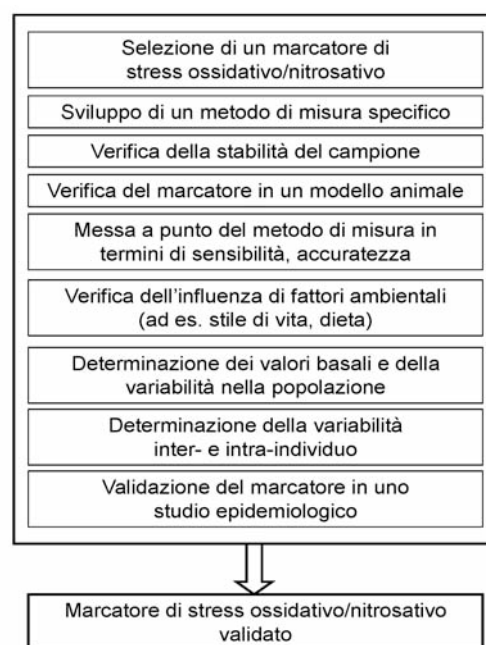 Selezione di un marcatore di
stress ossidativo/nitrosativo
Sviluppo di un metodo di misura specifico
Verifica della stabilità del campione
Verifica del marcatore in un modello animale
Messa a punto del metodo di misura in
termini di sensibilità, accuratezza
Verifica dell'influenza di fattori ambientali
(ad es. stile di vita, dieta)
Determinazione dei valori basali e della
variabilità nella popolazione
Determinazione della variabilità
inter- e intra-individuo
Validazione del marcatore in uno
studio epidemiologico
Marcatore di stress ossidativo/nitrosativo
validato